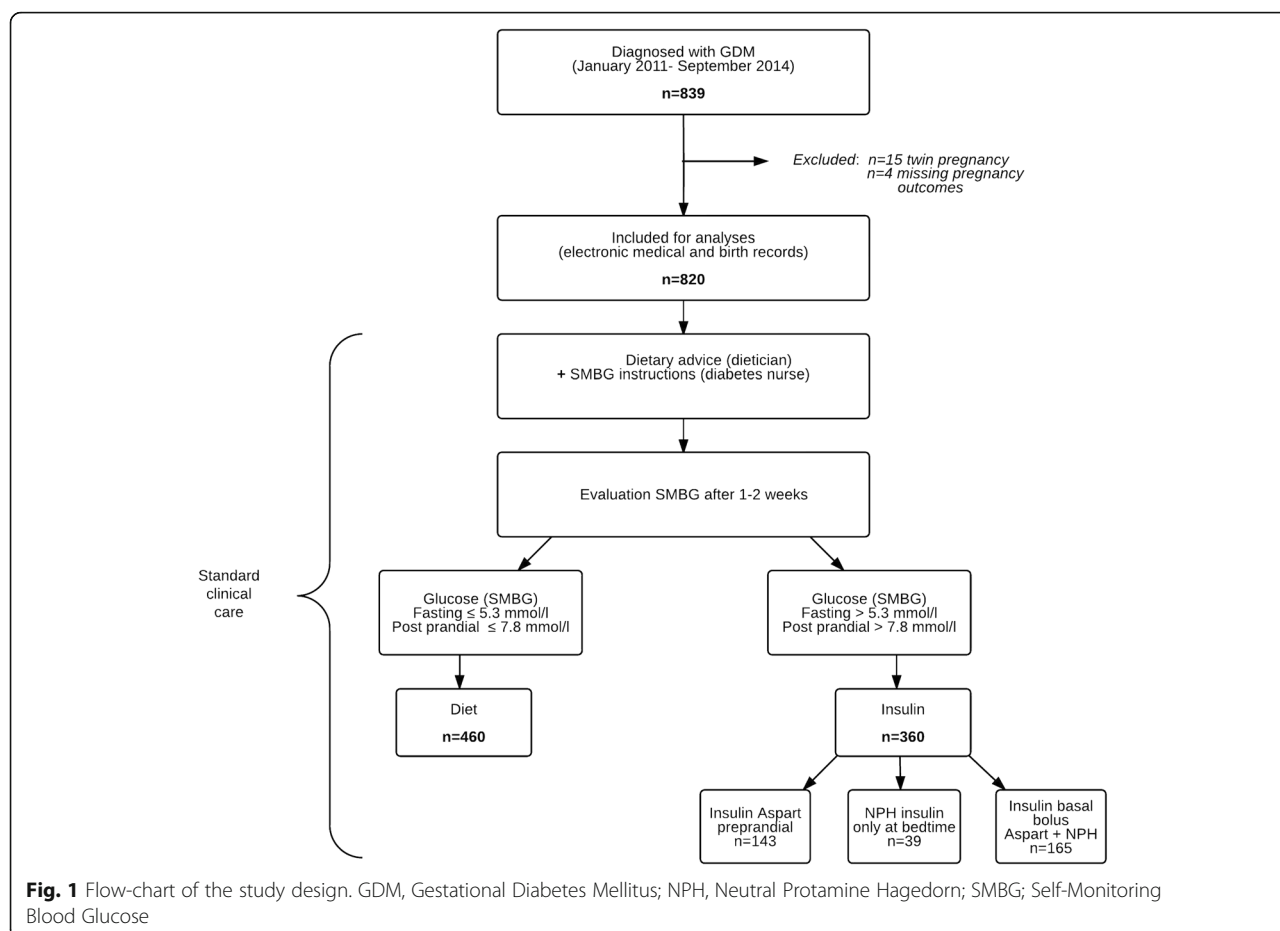 Diagnosed with GDM
(January 2011- September 2014)
n=839
Excluded: n=15 twin pregnancy
n=4 missing pregnancy
outcomes
Included for analyses
(electronic medical and birth records)
n=820
Dietary advice (dietician)
+ SMBG instructions (diabetes nurse)
Evaluation SMBG after 1-2 weeks
Standard
clinical
care
Glucose (SMBG)
Fasting ≤ 5.3 mmol/l
Post prandial ≤ 7.8 mmol/l
Glucose (SMBG)
Fasting > 5.3 mmol/l
Post prandial > 7.8 mmol/l
Diet
n=460
Insulin
n=360
Insulin Aspart
preprandial
n=143
NPH insulin
only at bedtime
n=39
Insulin basal
bolus
Aspart + NPH
n=165
Fig. 1 Flow-chart of the study design. GDM, Gestational Diabetes Mellitus; NPH, Neutral Protamine Hagedorn; SMBG; Self-Monitoring
Blood Glucose